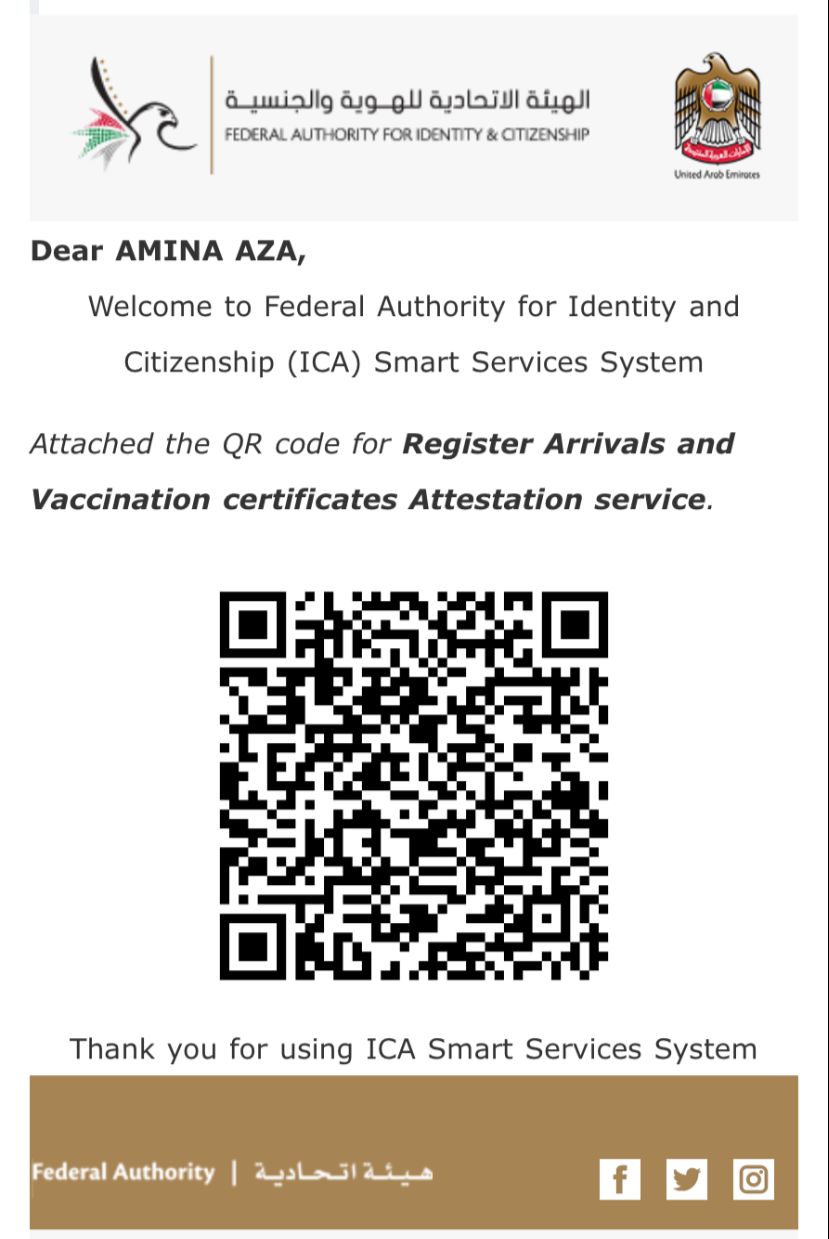 الهيئة الاتحادية للهوية والجنسية
FEDERAL AUTHORITY FOR IDENTITY & CITIZENSHIP
United Arab Emirates
Dear AMINA AZA,
Welcome to Federal Authority for Identity and
Citizenship (ICA) Smart Services System
Attached the QR code for Register Arrivals and
Vaccination certificates Attestation service.
Thank you for using ICA Smart Services System
Federal Authority | هيئة اتحادية